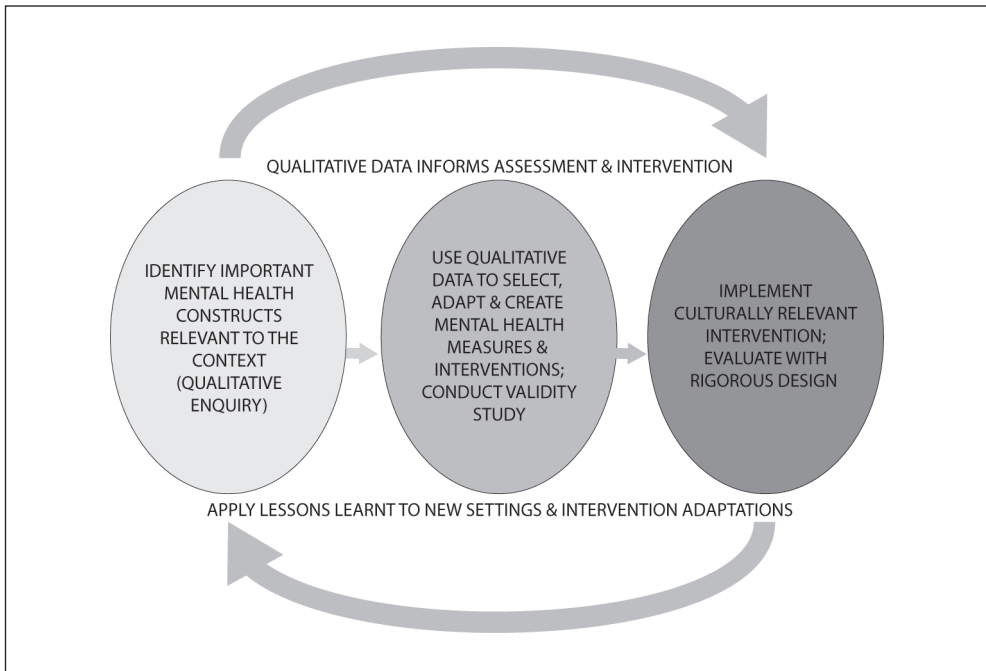 QUALITATIVE DATA INFORMS ASSESSMENT & INTERVENTION
IDENTIFY IMPORTANT
MENTAL HEALTH
CONSTRUCTS
RELEVANT TO THE
CONTEXT
(QUALITATIVE
ENQUIRY)
USE QUALITATIVE
DATA TO SELECT,
ADAPT & CREATE
MENTAL HEALTH
MEASURES &
INTERVENTIONS;
CONDUCT VALIDITY
STUDY
IMPLEMENT
CULTURALLY RELEVANT
INTERVENTION;
EVALUATE WITH
RIGOROUS DESIGN
APPLY LESSONS LEARNT TO NEW SETTINGS & INTERVENTION ADAPTATIONS